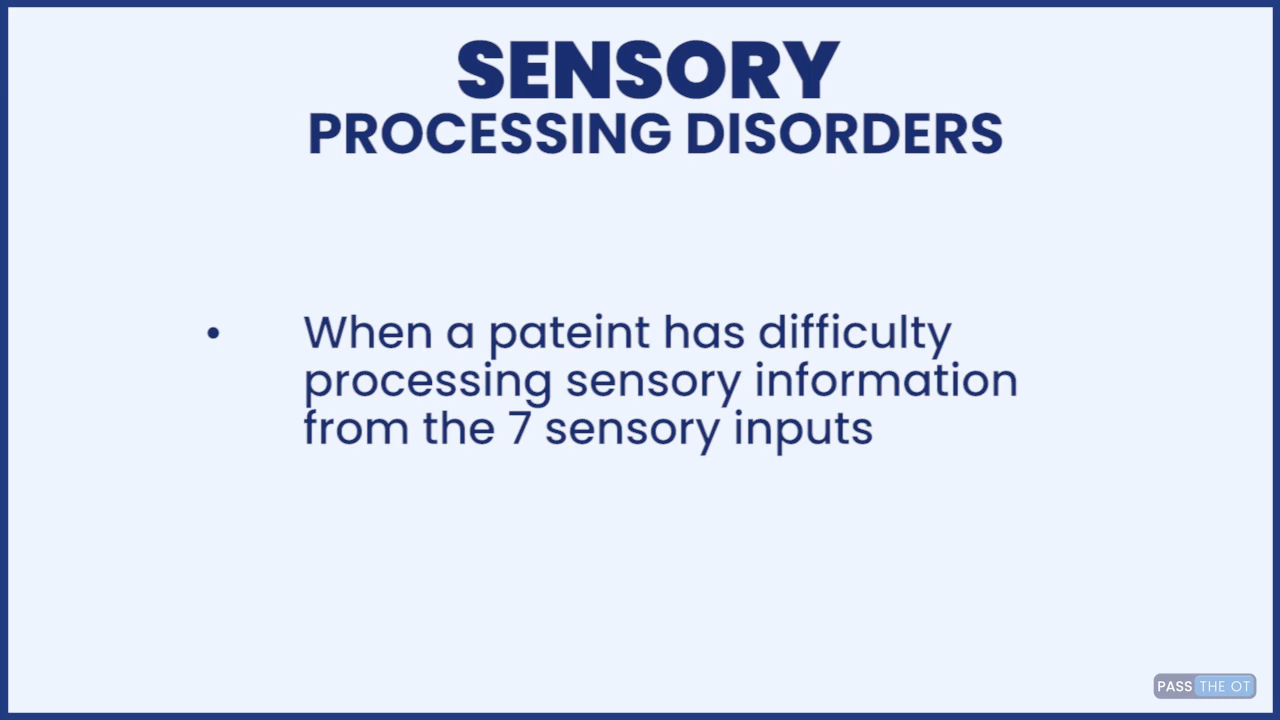 SENSORY
PROCESSING DISORDERS
• When a pateint has difficulty
processing sensory information
from the 7 sensory inputs
PASS THE OT